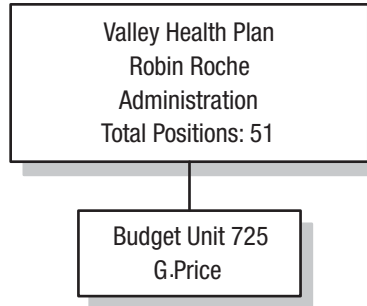 Valley Health Plan
Robin Roche
Administration
Total Positions: 51
Budget Unit 725
G.Price